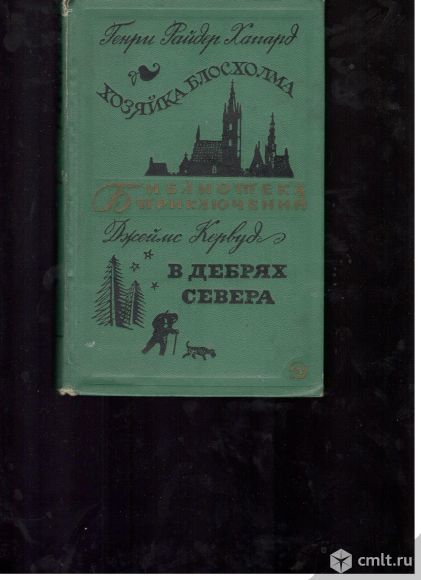 Генри Райдер Хаггард
ХОЗЯЙКА БЛОСХОЛМА
БИБЛИОТЕКА
ПРИКЛЮЧЕНИЙ
Джеймс Кервуд
В ДЕБРЯХ
СЕВЕРА
cmlt.ru